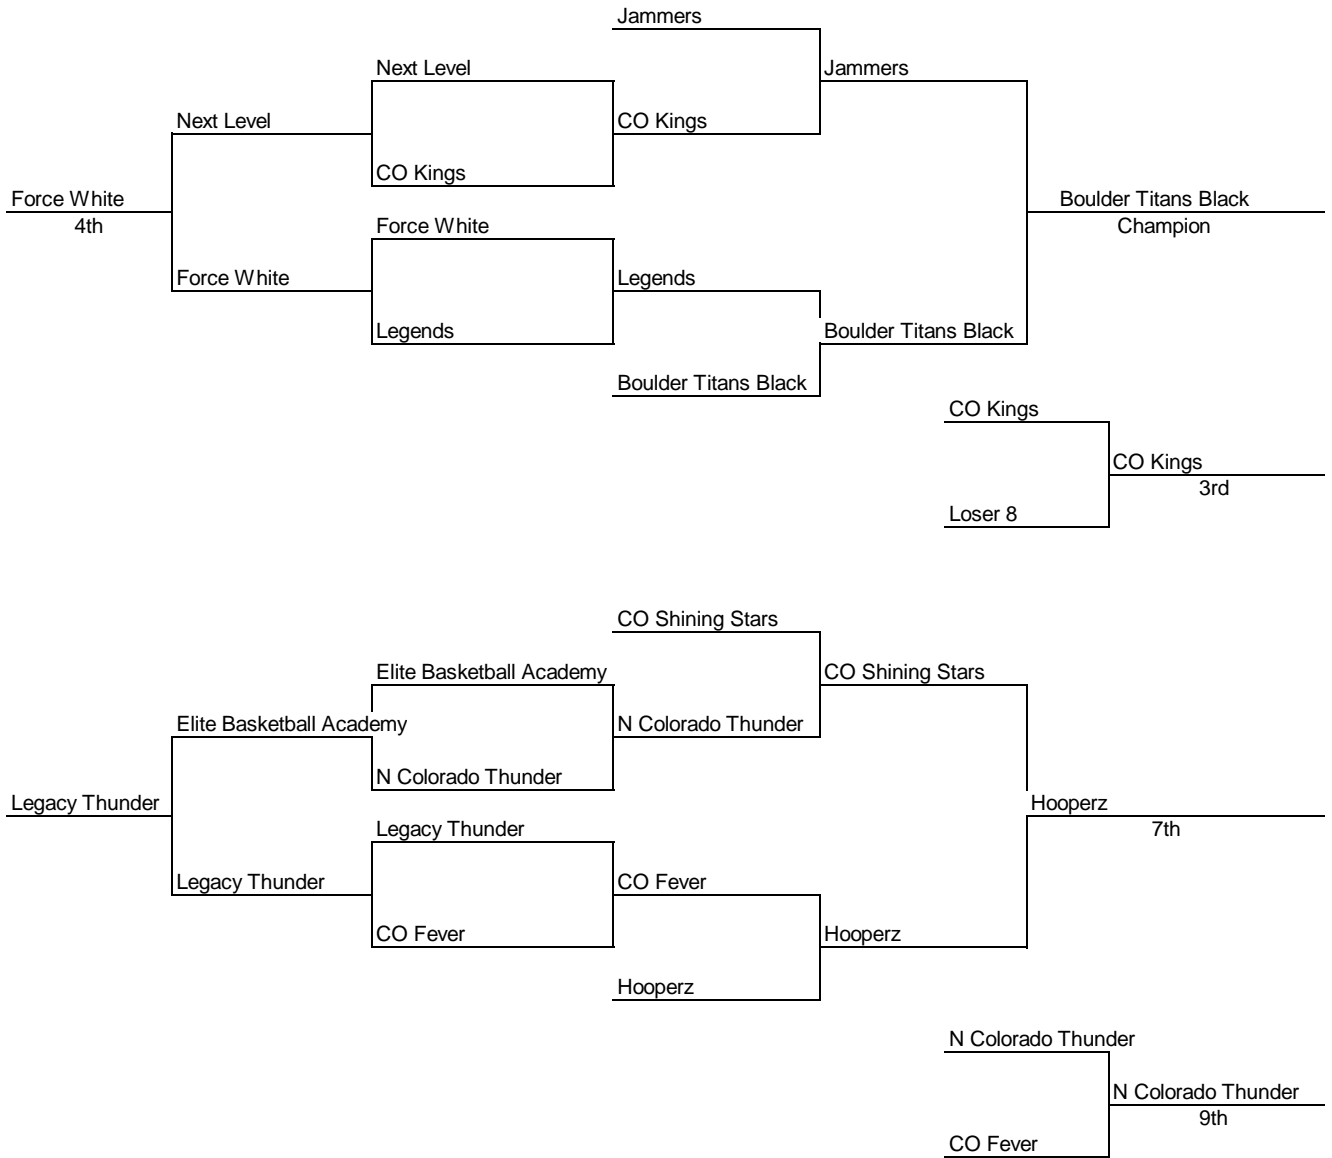 Jammers
Next Level
Jammers
Next Level
CO Kings
CO Kings
Force White
Boulder Titans Black
4th
Force White
Champion
Force White
Legends
Legends
Boulder Titans Black
Boulder Titans Black
CO Kings
CO Kings
3rd
Loser 8
CO Shining Stars
Elite Basketball Academy
CO Shining Stars
Elite Basketball Academy
N Colorado Thunder
N Colorado Thunder
Legacy Thunder
Hooperz
Legacy Thunder
7th
Legacy Thunder
CO Fever
CO Fever
Hooperz
Hooperz
N Colorado Thunder
N Colorado Thunder
9th
CO Fever